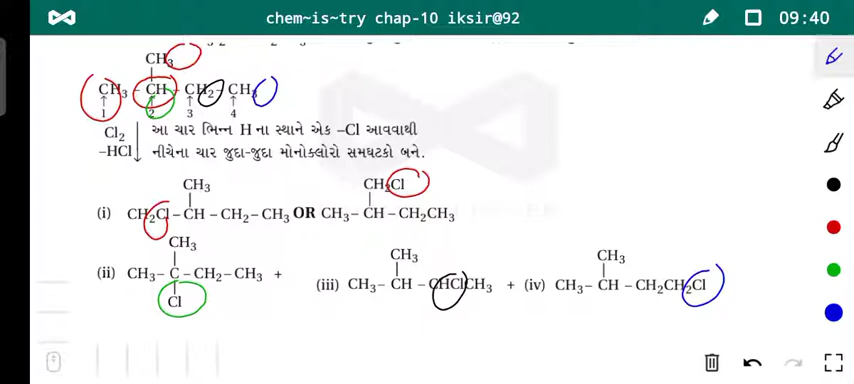 chem~is~try chap-10 iksir@92
09:40
CH3
CH3 - CH - CH2 - CH3
1 2 3 4
Cl2
-HCl
આ ચાર ભિન્ન H ના સ્થાને એક –Cl આવવાથી
નીચેના ચાર જુદા-જુદા મોનોક્લોરો સમઘટકો બને.
CH3 CH2Cl
(i) CH2Cl – CH – CH2 – CH3 OR CH3 – CH – CH2CH3
CH3
(ii) CH3 – C – CH2 – CH3 +
Cl
CH3 CH3
(iii) CH3 – CH – CHClCH3 + (iv) CH3 – CH – CH2CH2Cl